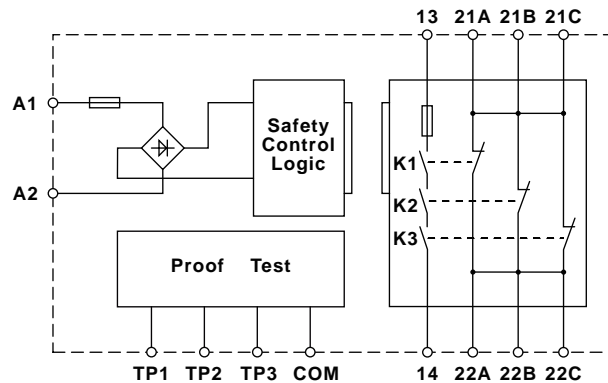 13 21A 21B 21C
A1
Safety
Control
Logic
K1
A2
K2
K3
Proof Test
TP1 TP2 TP3 COM 14 22A 22B 22C